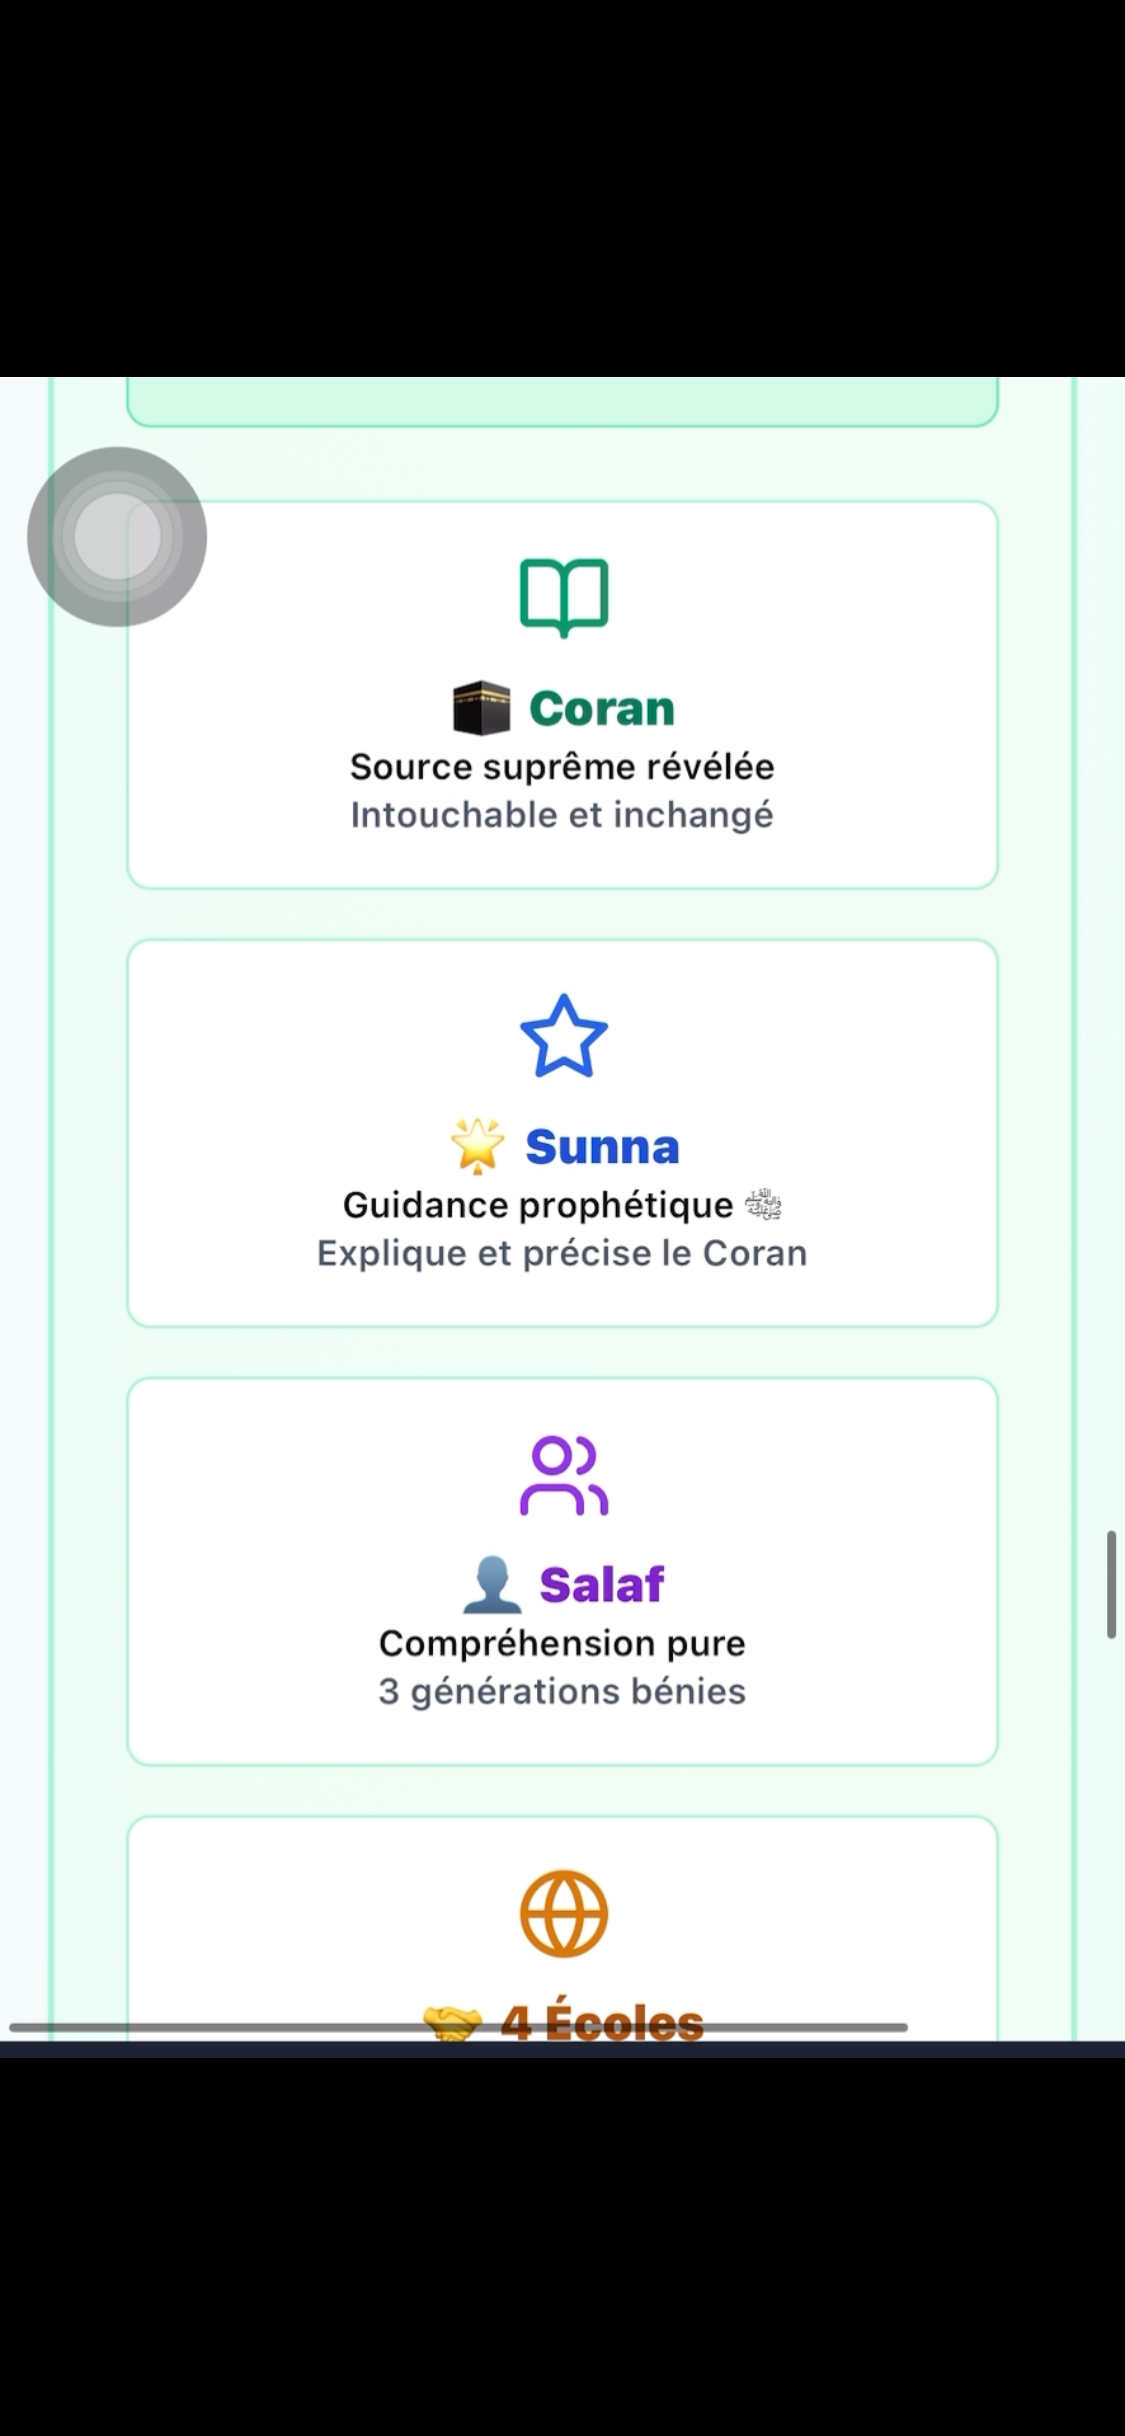 Coran
Source suprême révélée
Intouchable et inchangé
Sunna
Guidance prophétique ﷺ
Explique et précise le Coran
Salaf
Compréhension pure
3 générations bénies
4 Écoles